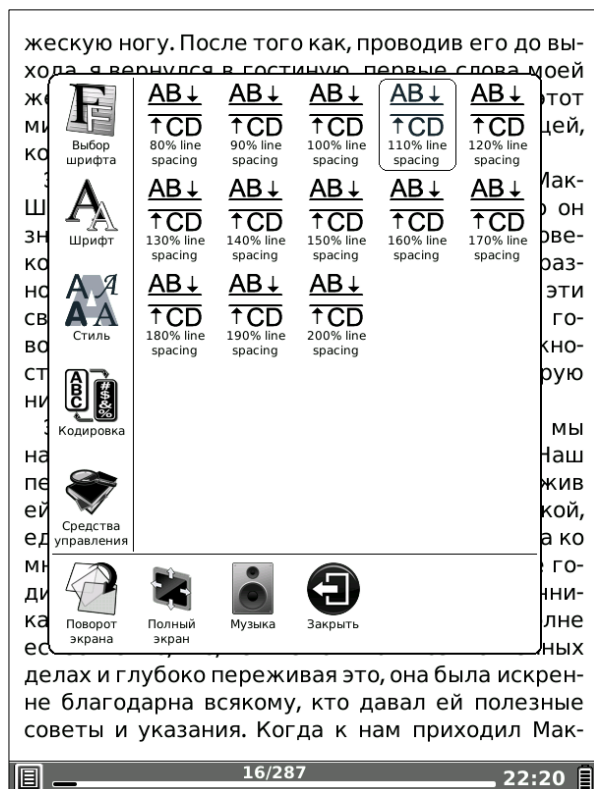 жескую ногу. После того как, проводив его до вы-
хода, я вернулся в гостиную, первые слова моей
Выбор
шрифта
Шрифт
Стиль
Кодировка
Средства
управления
AB↓
↑CD
80% line
spacing
AB↓
↑CD
90% line
spacing
AB↓
↑CD
100% line
spacing
AB↓
↑CD
110% line
spacing
AB↓
↑CD
120% line
spacing
AB↓
↑CD
130% line
spacing
AB↓
↑CD
140% line
spacing
AB↓
↑CD
150% line
spacing
AB↓
↑CD
160% line
spacing
AB↓
↑CD
170% line
spacing
AB↓
↑CD
180% line
spacing
AB↓
↑CD
190% line
spacing
AB↓
↑CD
200% line
spacing
Поворот
экрана
Полный
экран
Музыка
Закрыть
делах и глубоко переживая это, она была искрен-
не благодарна всякому, кто давал ей полезные
советы и указания. Когда к нам приходил Мак-
16/287
22:20